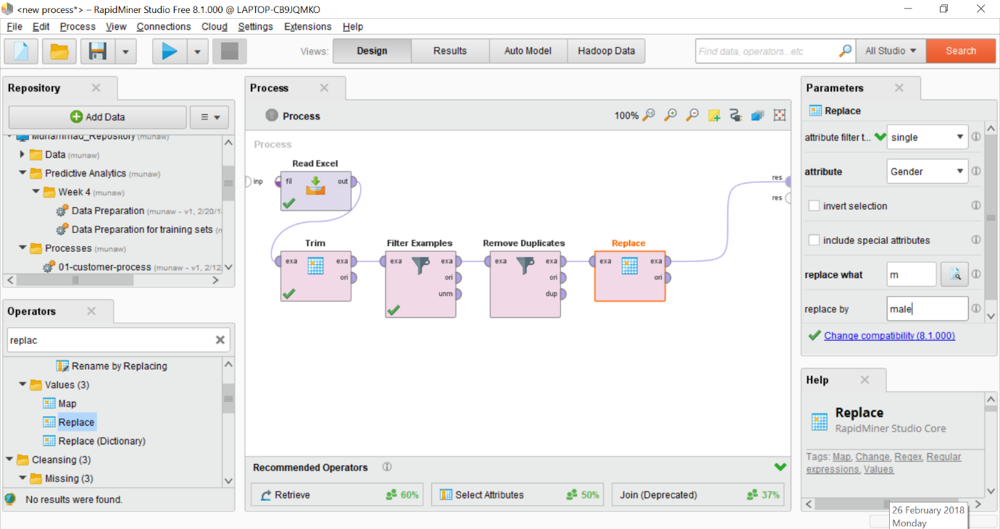 <new process*> – RapidMiner Studio Free 8.1.000 @ LAPTOP-CB9JQMKO
File Edit Process View Connections Cloud Settings Extensions Help
Views: Design Results Auto Model Hadoop Data
Find data, operators...etc All Studio Search
Repository
Add Data
Muhammad_Repository (munaw)
Data (munaw)
Predictive Analytics (munaw)
Week 4 (munaw)
Data Preparation (munaw - v1, 2/20/1
Data Preparation for training sets (m
Processes (munaw)
01-customer-process (munaw - v1, 2/12
Operators
replac
Rename by Replacing
Values (3)
Map
Replace
Replace (Dictionary)
Cleansing (3)
Missing (3)
No results were found.
Process
Process 100%
Process
Read Excel
inp fil out
res
res
Trim
exa exa
ori
Filter Examples
exa exa
ori
unm
Remove Duplicates
exa exa
ori
dup
Replace
exa exa
ori
Recommended Operators
Retrieve 60%
Select Attributes 50%
Join (Deprecated) 37%
Parameters
Replace
attribute filter t... single
attribute Gender
invert selection
include special attributes
replace what m
replace by male
Change compatibility (8.1.000)
Help
Replace
RapidMiner Studio Core
Tags: Map, Change, Regex, Regular
expressions, Values
26 February 2018
Monday